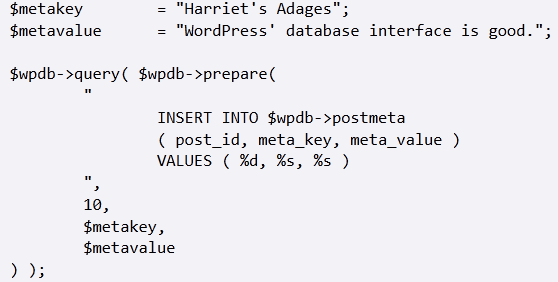 $metakey        = "Harriet's Adages";
$metavalue      = "WordPress' database interface is good.";

$wpdb->query( $wpdb->prepare(
        "
                INSERT INTO $wpdb->postmeta
                ( post_id, meta_key, meta_value )
                VALUES ( %d, %s, %s )
        ",
        10,
        $metakey,
        $metavalue
) );